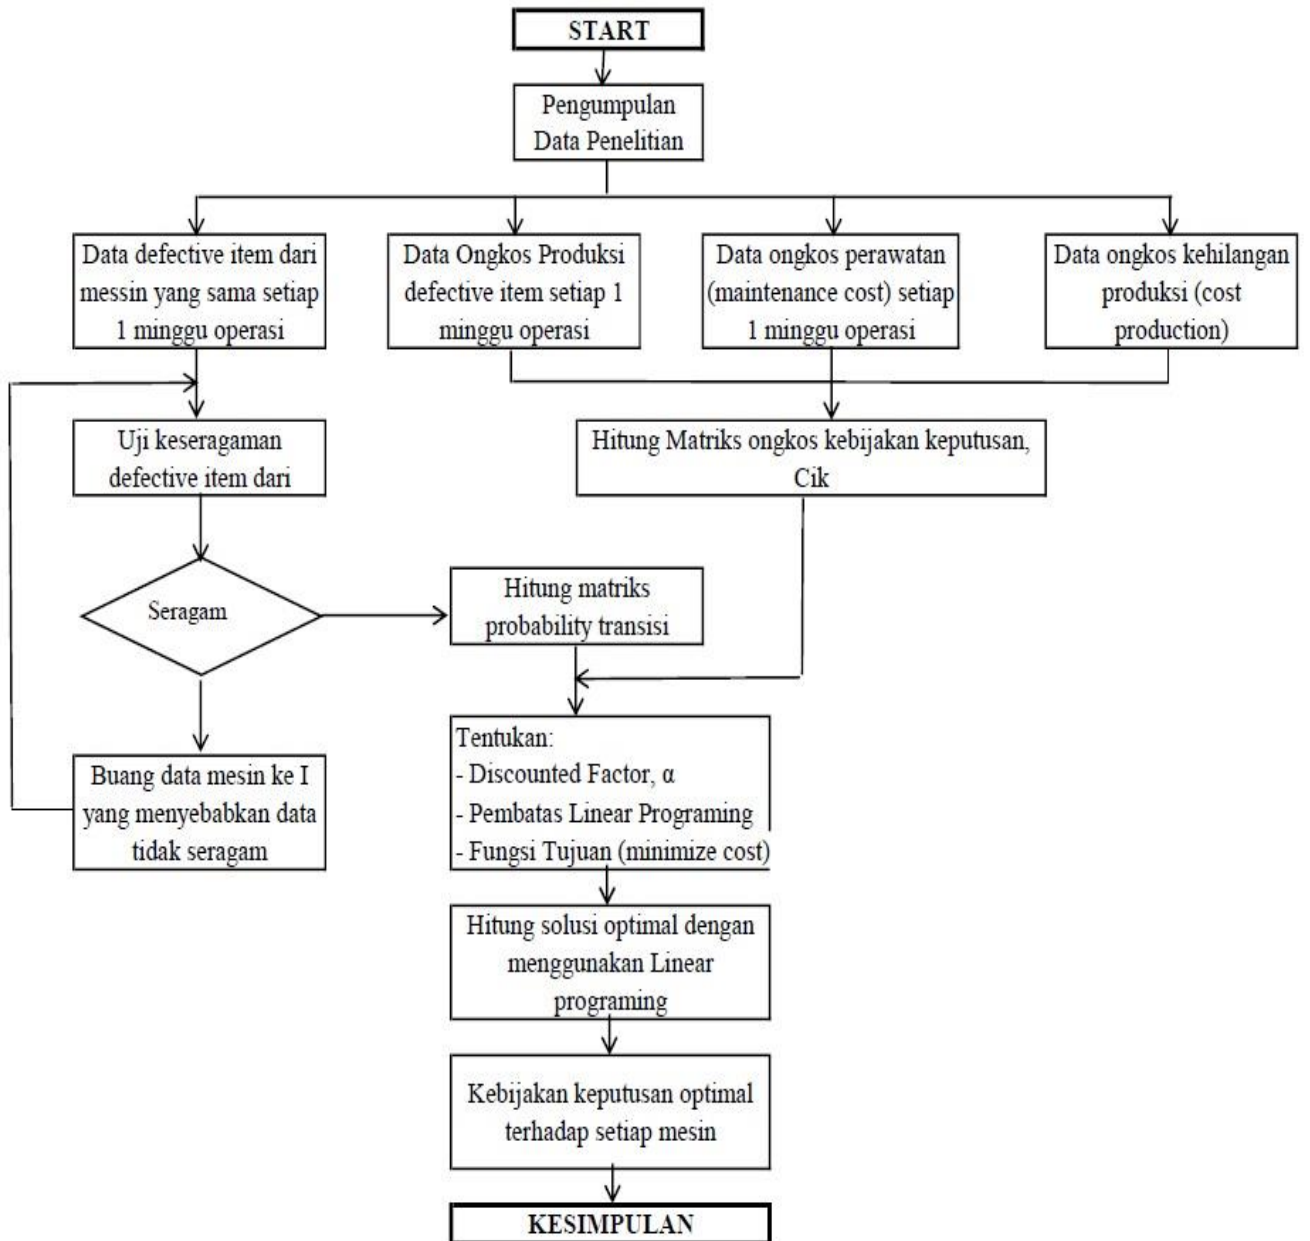 START
Pengumpulan
Data Penelitian
Data defective item dari
messin yang sama setiap
1 minggu operasi
Data Ongkos Produksi
defective item setiap 1
minggu operasi
Data ongkos perawatan
(maintenance cost) setiap
1 minggu operasi
Data ongkos kehilangan
produksi (cost
production)
Uji keseragaman
defective item dari
Hitung Matriks ongkos kebijakan keputusan,
Cik
Seragam
Hitung matriks
probability transisi
Buang data mesin ke I
yang menyebabkan data
tidak seragam
Tentukan:
- Discounted Factor, α
- Pembatas Linear Programing
- Fungsi Tujuan (minimize cost)
Hitung solusi optimal dengan
menggunakan Linear
programing
Kebijakan keputusan optimal
terhadap setiap mesin
KESIMPULAN